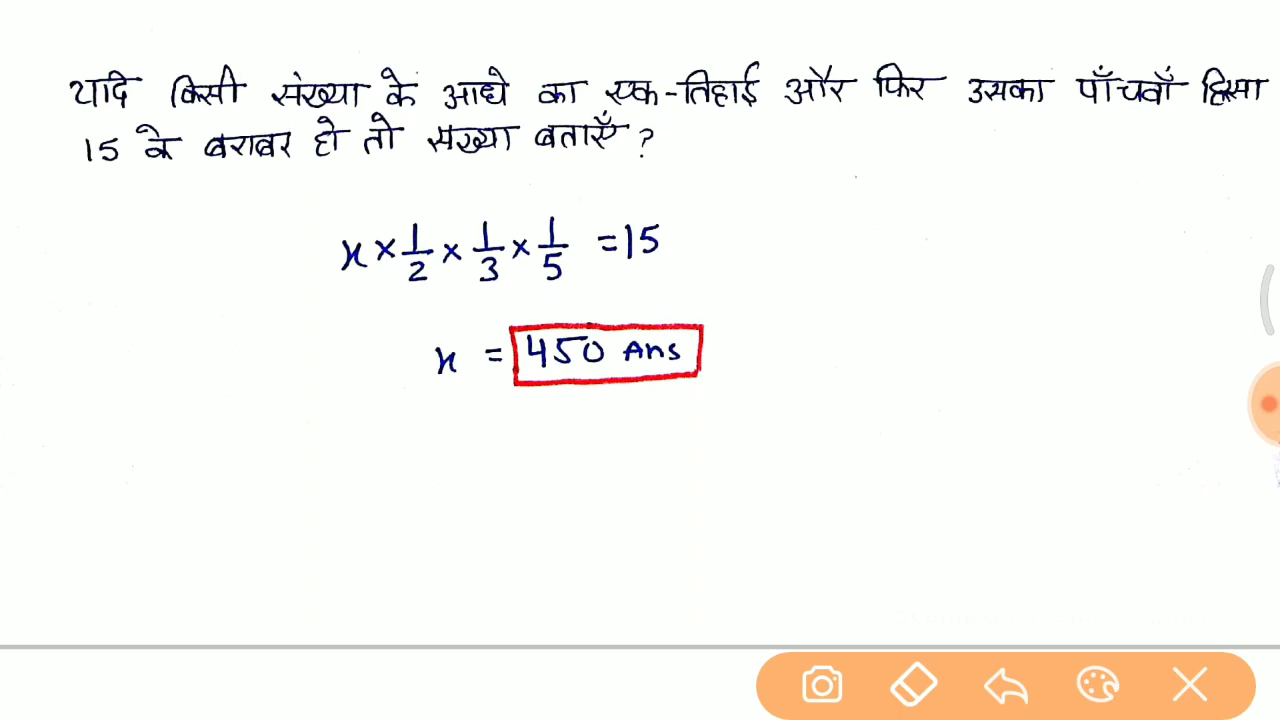 यदि किसी संख्या के आधे का एक-तिहाई और फिर उसका पाँचवाँ हिसा
15 के बराबर हो तो संख्या बताएँ?
x × 1/2 × 1/3 × 1/5 = 15
x = 450 Ans